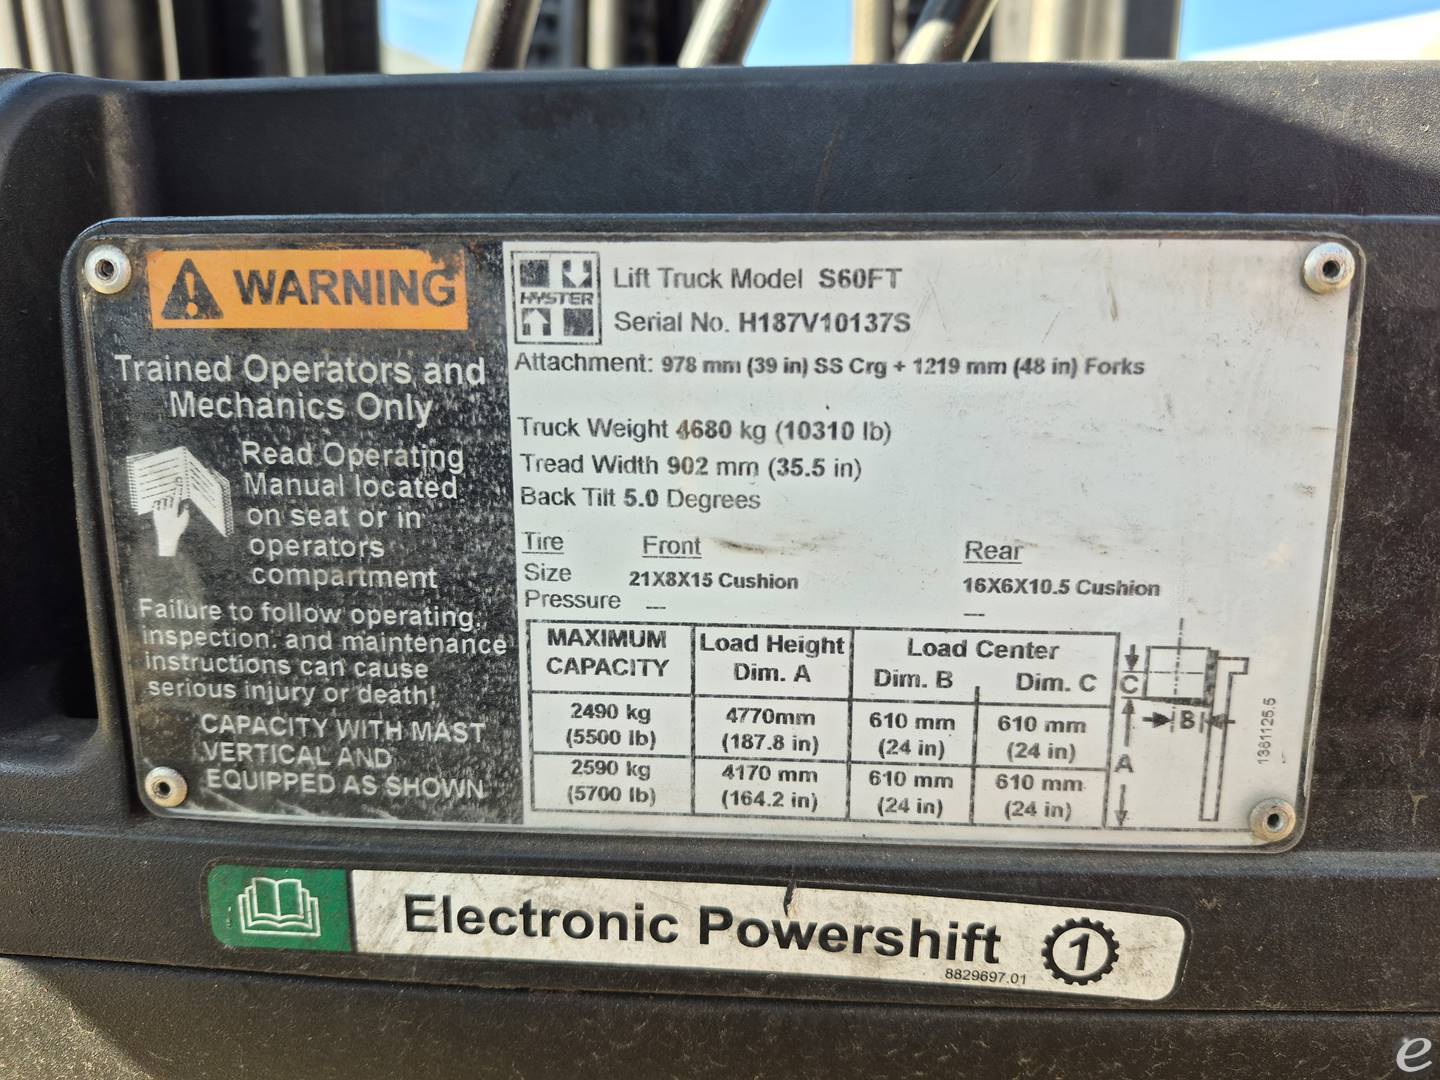 WARNING
Trained Operators and
Mechanics Only
Read Operating
Manual located
on seat or in
operators
compartment
Failure to follow operating,
inspection. and maintenance
instructions can cause
serious injury or death!
CAPACITY WITH MAST
VERTICAL AND
EQUIPPED AS SHOWN
HYSTER
Lift Truck Model S60FT
Serial No. H187V10137S
Attachment: 978 mm (39 in) SS Crg + 1219 mm (48 in) Forks
Truck Weight 4680 kg (10310 lb)
Tread Width 902 mm (35.5 in)
Back Tilt 5.0 Degrees
Tire Front Rear
Size 21X8X15 Cushion 16X6X10.5 Cushion
Pressure --- ---
MAXIMUM CAPACITY Load Height Dim. A Load Center Dim. B Dim. C
2490 kg 4770mm 610 mm 610 mm
(5500 lb) (187.8 in) (24 in) (24 in)
2590 kg 4170 mm 610 mm 610 mm
(5700 lb) (164.2 in) (24 in) (24 in)
C
B
A
1381125.5
Electronic Powershift 1
8829697.01
e